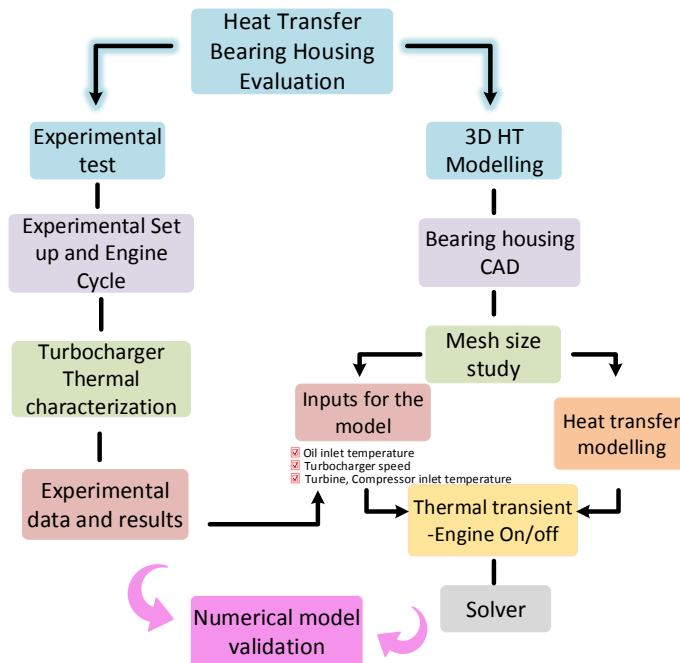 Heat Transfer
Bearing Housing
Evaluation
Experimental
test
3D HT
Modelling
Experimental Set
up and Engine
Cycle
Bearing housing
CAD
Turbocharger
Thermal
characterization
Mesh size
study
Inputs for the
model
Heat transfer
modelling
Oil inlet temperature
Turbocharger speed
Turbine, Compressor inlet temperature
Experimental
data and results
Thermal transient
-Engine On/off
Solver
Numerical model
validation